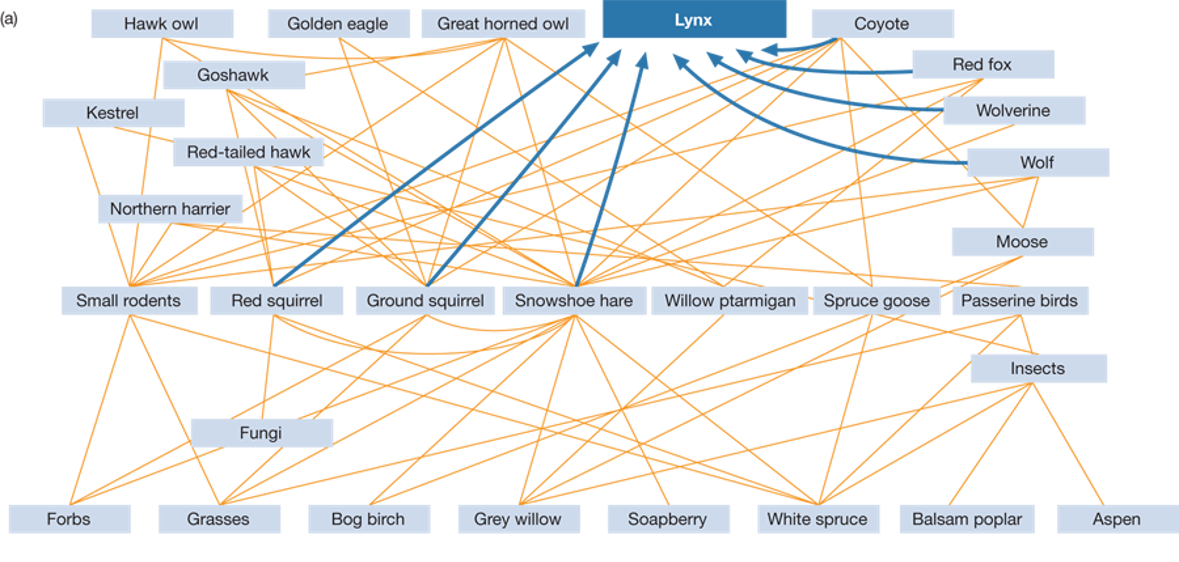 (a)
Hawk owl
Golden eagle
Great horned owl
Lynx
Coyote
Goshawk
Red fox
Kestrel
Wolverine
Red-tailed hawk
Wolf
Northern harrier
Moose
Small rodents
Red squirrel
Ground squirrel
Snowshoe hare
Willow ptarmigan
Spruce goose
Passerine birds
Insects
Fungi
Forbs
Grasses
Bog birch
Grey willow
Soapberry
White spruce
Balsam poplar
Aspen